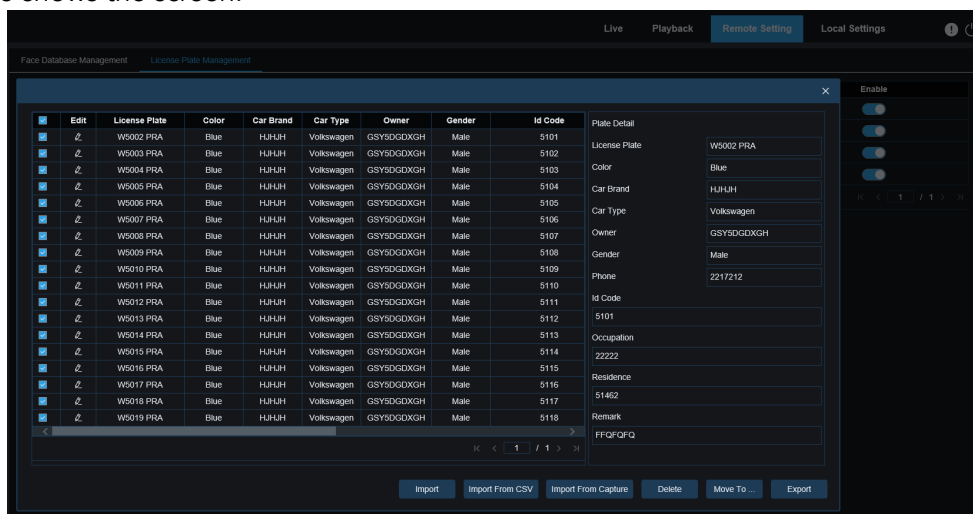 Live Playback Remote Setting Local Settings
Face Database Management License Plate Management
Enable
Edit License Plate Color Car Brand Car Type Owner Gender Id Code
W5002 PRA Blue HJHJH Volkswagen GSY5DGDXGH Male 5101
W5003 PRA Blue HJHJH Volkswagen GSY5DGDXGH Male 5102
W5004 PRA Blue HJHJH Volkswagen GSY5DGDXGH Male 5103
W5005 PRA Blue HJHJH Volkswagen GSY5DGDXGH Male 5104
W5006 PRA Blue HJHJH Volkswagen GSY5DGDXGH Male 5105
W5007 PRA Blue HJHJH Volkswagen GSY5DGDXGH Male 5106
W5008 PRA Blue HJHJH Volkswagen GSY5DGDXGH Male 5107
W5009 PRA Blue HJHJH Volkswagen GSY5DGDXGH Male 5108
W5010 PRA Blue HJHJH Volkswagen GSY5DGDXGH Male 5109
W5011 PRA Blue HJHJH Volkswagen GSY5DGDXGH Male 5110
W5012 PRA Blue HJHJH Volkswagen GSY5DGDXGH Male 5111
W5013 PRA Blue HJHJH Volkswagen GSY5DGDXGH Male 5112
W5014 PRA Blue HJHJH Volkswagen GSY5DGDXGH Male 5113
W5015 PRA Blue HJHJH Volkswagen GSY5DGDXGH Male 5114
W5016 PRA Blue HJHJH Volkswagen GSY5DGDXGH Male 5115
W5017 PRA Blue HJHJH Volkswagen GSY5DGDXGH Male 5116
W5018 PRA Blue HJHJH Volkswagen GSY5DGDXGH Male 5117
W5019 PRA Blue HJHJH Volkswagen GSY5DGDXGH Male 5118
1 / 1
Plate Detail
License Plate W5002 PRA
Color Blue
Car Brand HJHJH
Car Type Volkswagen
Owner GSY5DGDXGH
Gender Male
Phone 2217212
Id Code
5101
Occupation
22222
Residence
51462
Remark
FFQFQFQ
1 / 1
Import Import From CSV Import From Capture Delete Move To ... Export